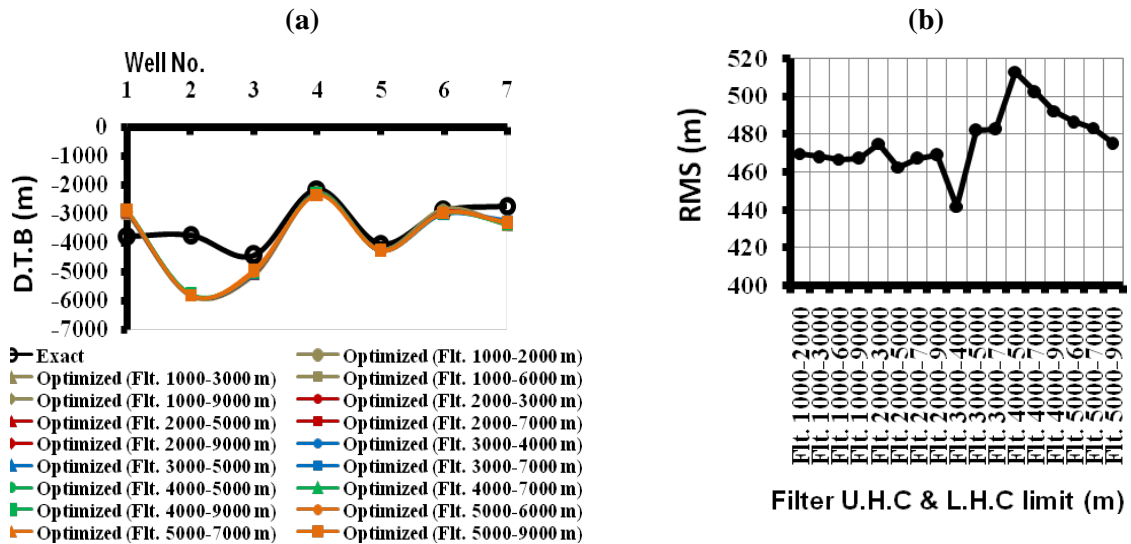 (a)
Well No.
1 2 3 4 5 6 7
0
-1000
-2000
-3000
-4000
-5000
-6000
-7000
D.T.B (m)
Exact
Optimized (Flt. 1000-2000 m)
Optimized (Flt. 1000-3000 m)
Optimized (Flt. 1000-6000 m)
Optimized (Flt. 1000-9000 m)
Optimized (Flt. 2000-3000 m)
Optimized (Flt. 2000-5000 m)
Optimized (Flt. 2000-7000 m)
Optimized (Flt. 2000-9000 m)
Optimized (Flt. 3000-4000 m)
Optimized (Flt. 3000-5000 m)
Optimized (Flt. 3000-7000 m)
Optimized (Flt. 4000-5000 m)
Optimized (Flt. 4000-7000 m)
Optimized (Flt. 4000-9000 m)
Optimized (Flt. 5000-6000 m)
Optimized (Flt. 5000-7000 m)
Optimized (Flt. 5000-9000 m)
(b)
520
500
480
460
440
420
400
RMS (m)
Flt. 1000-2000
Flt. 1000-3000
Flt. 1000-6000
Flt. 1000-9000
Flt. 2000-3000
Flt. 2000-5000
Flt. 2000-7000
Flt. 2000-9000
Flt. 3000-4000
Flt. 3000-5000
Flt. 3000-7000
Flt. 4000-5000
Flt. 4000-7000
Flt. 4000-9000
Flt. 5000-6000
Flt. 5000-7000
Flt. 5000-9000
Filter U.H.C & L.H.C limit (m)